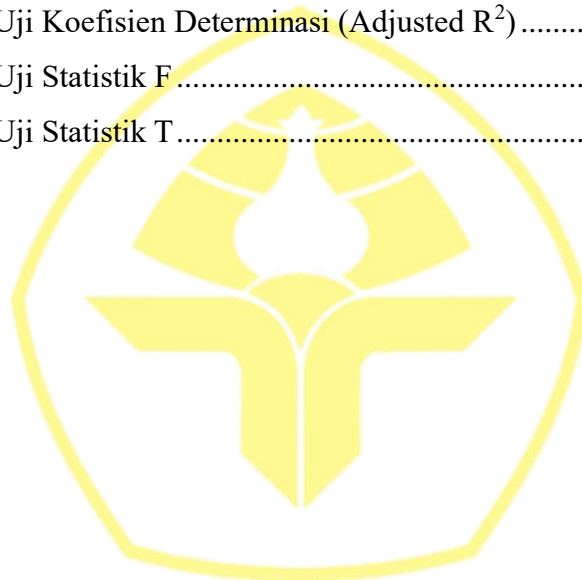 Uji Koefisien Determinasi (Adjusted R²)........
Uji Statistik F....................................................
Uji Statistik T....................................................